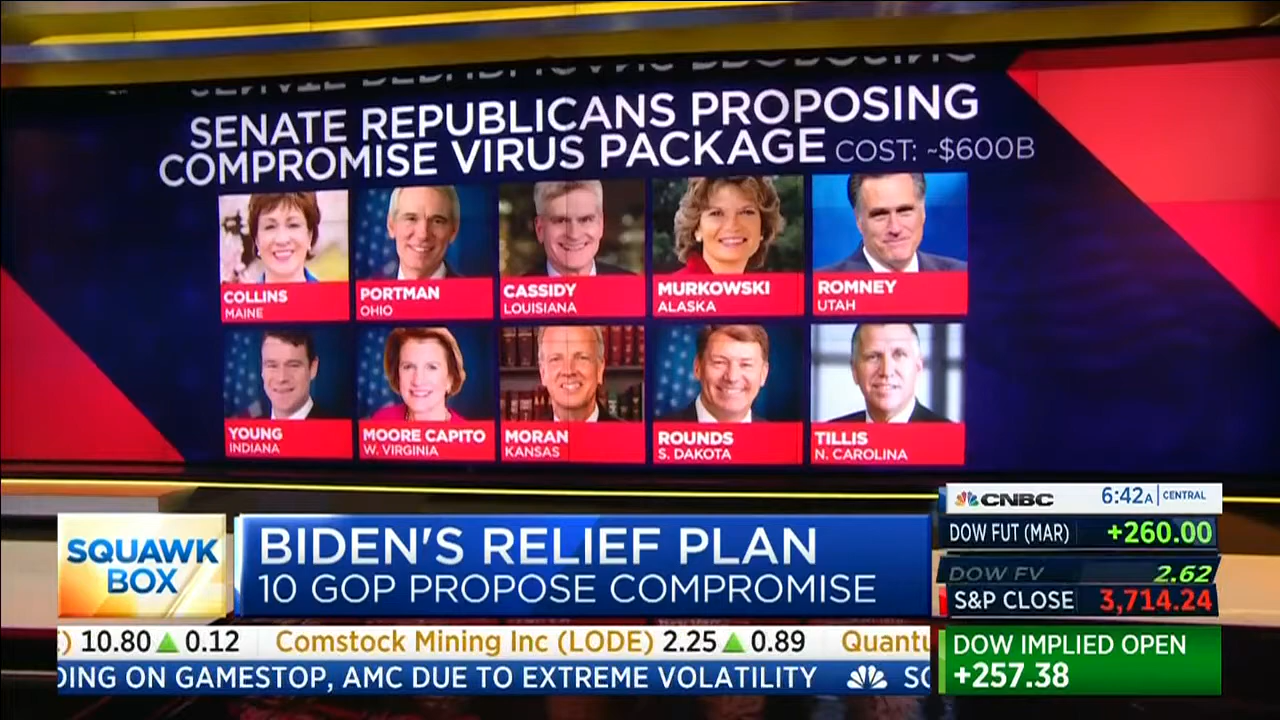 SENATE REPUBLICANS PROPOSING
COMPROMISE VIRUS PACKAGE COST: ~$600B
COLLINS
MAINE
PORTMAN
OHIO
CASSIDY
LOUISIANA
MURKOWSKI
ALASKA
ROMNEY
UTAH
YOUNG
INDIANA
MOORE CAPITO
W. VIRGINIA
MORAN
KANSAS
ROUNDS
S. DAKOTA
TILLIS
N. CAROLINA
SQUAWK
BOX
BIDEN'S RELIEF PLAN
10 GOP PROPOSE COMPROMISE
CNBC 6:42A CENTRAL
DOW FUT (MAR) +260.00
DOW FV 2.62
S&P CLOSE 3,714.24
DOW IMPLIED OPEN
+257.38
) 10.80 ▲ 0.12 Comstock Mining Inc (LODE) 2.25 ▲ 0.89 Quantu
DING ON GAMESTOP, AMC DUE TO EXTREME VOLATILITY SC